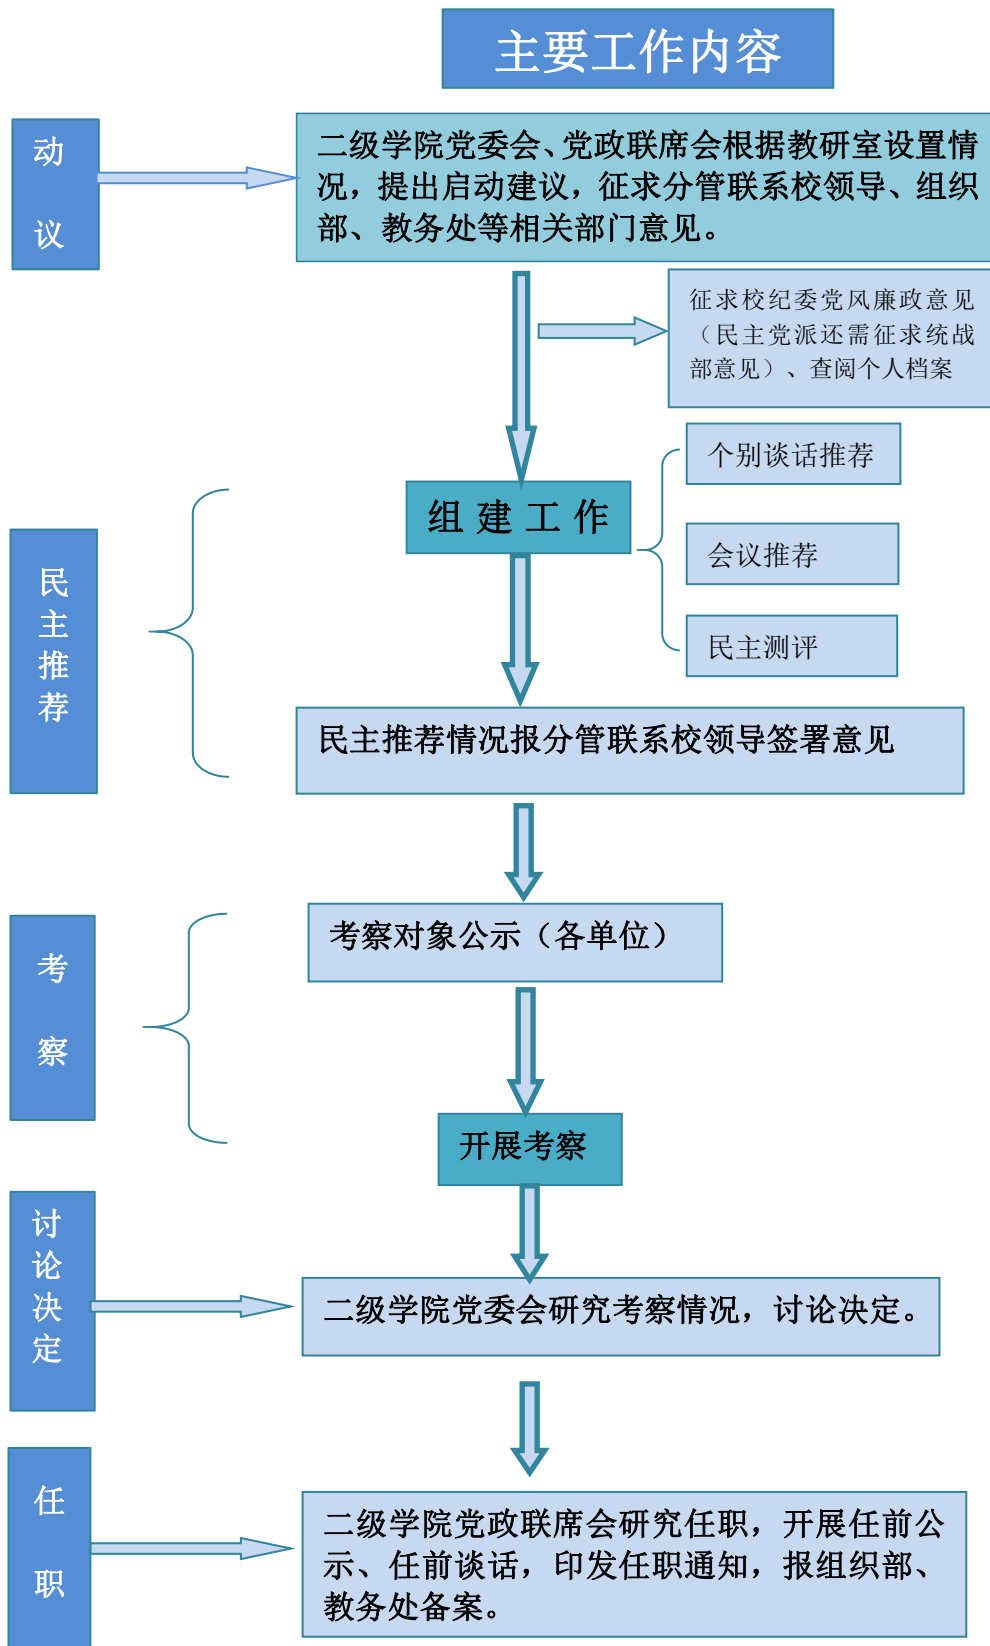 主要工作内容
动
议
二级学院党委会、党政联席会根据教研室设置情
况，提出启动建议，征求分管联系校领导、组织
部、教务处等相关部门意见。
征求校纪委党风廉政意见
（民主党派还需征求统战
部意见）、查阅个人档案
民
主
推
荐
组建工作
个别谈话推荐
会议推荐
民主测评
民主推荐情况报分管联系校领导签署意见
考
察
考察对象公示（各单位）
开展考察
讨
论
决
定
二级学院党委会研究考察情况，讨论决定。
任
职
二级学院党政联席会研究任职，开展任前公
示、任前谈话，印发任职通知，报组织部、
教务处备案。